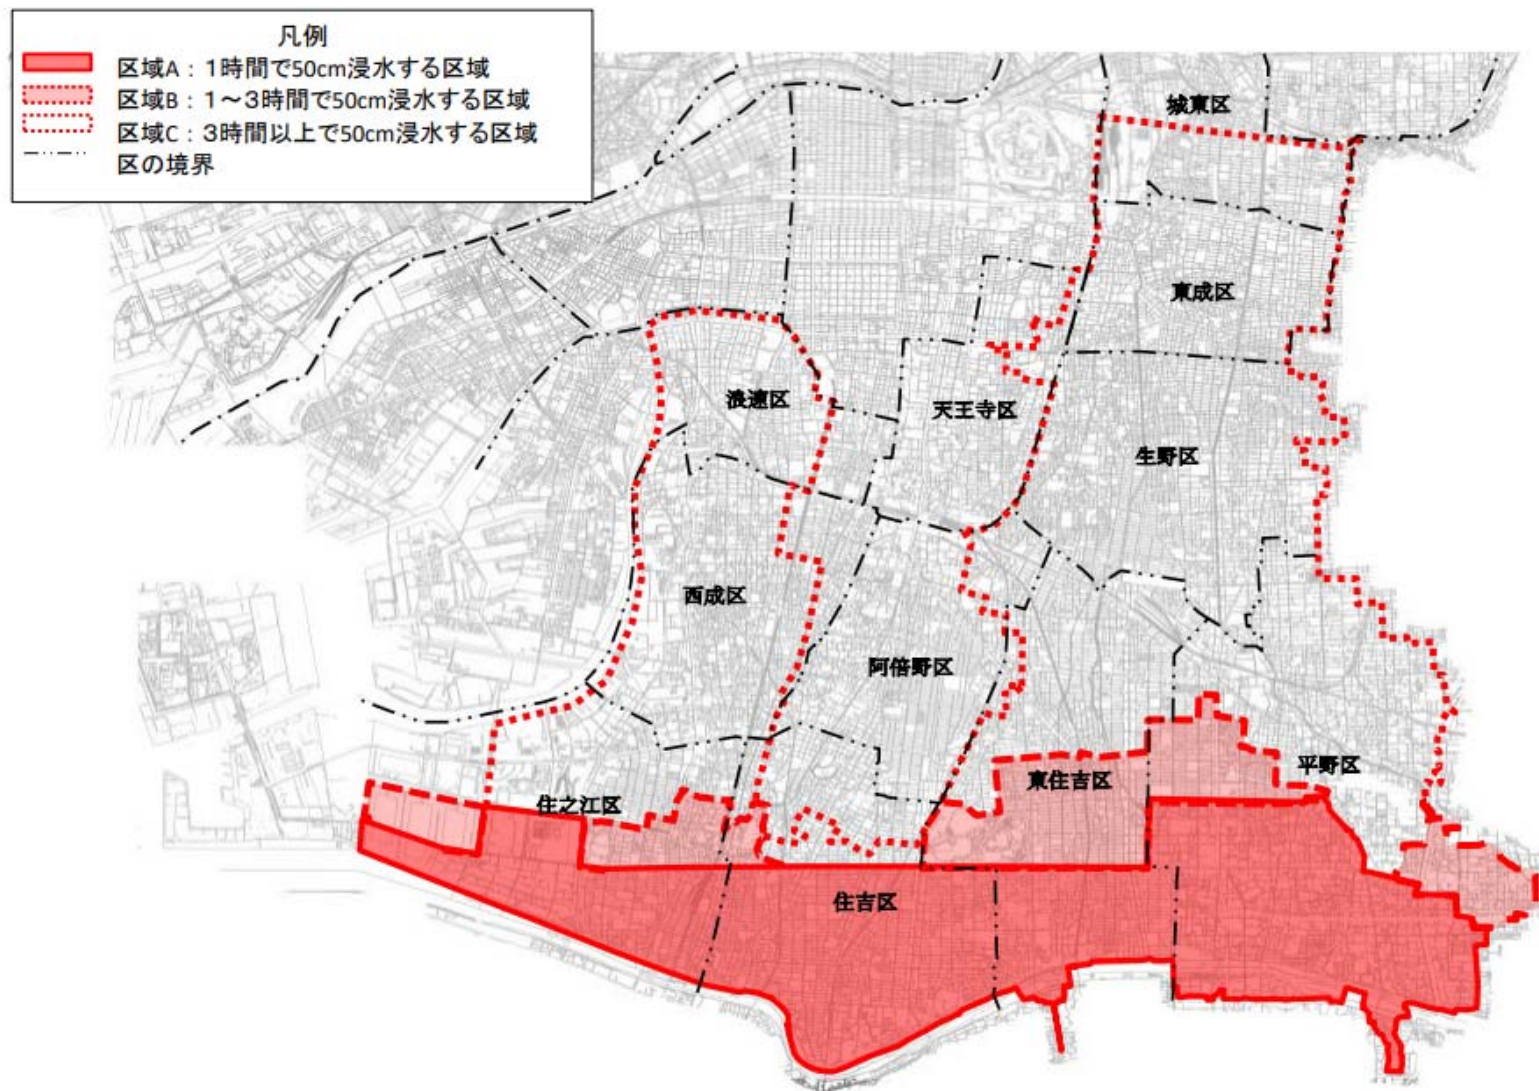 凡例
区域A：１時間で50cm浸水する区域
区域B：１～３時間で50cm浸水する区域
区域C：３時間以上で50cm浸水する区域
区の境界
城東区
東成区
浪速区
天王寺区
生野区
西成区
阿倍野区
平野区
東住吉区
住之江区
住吉区